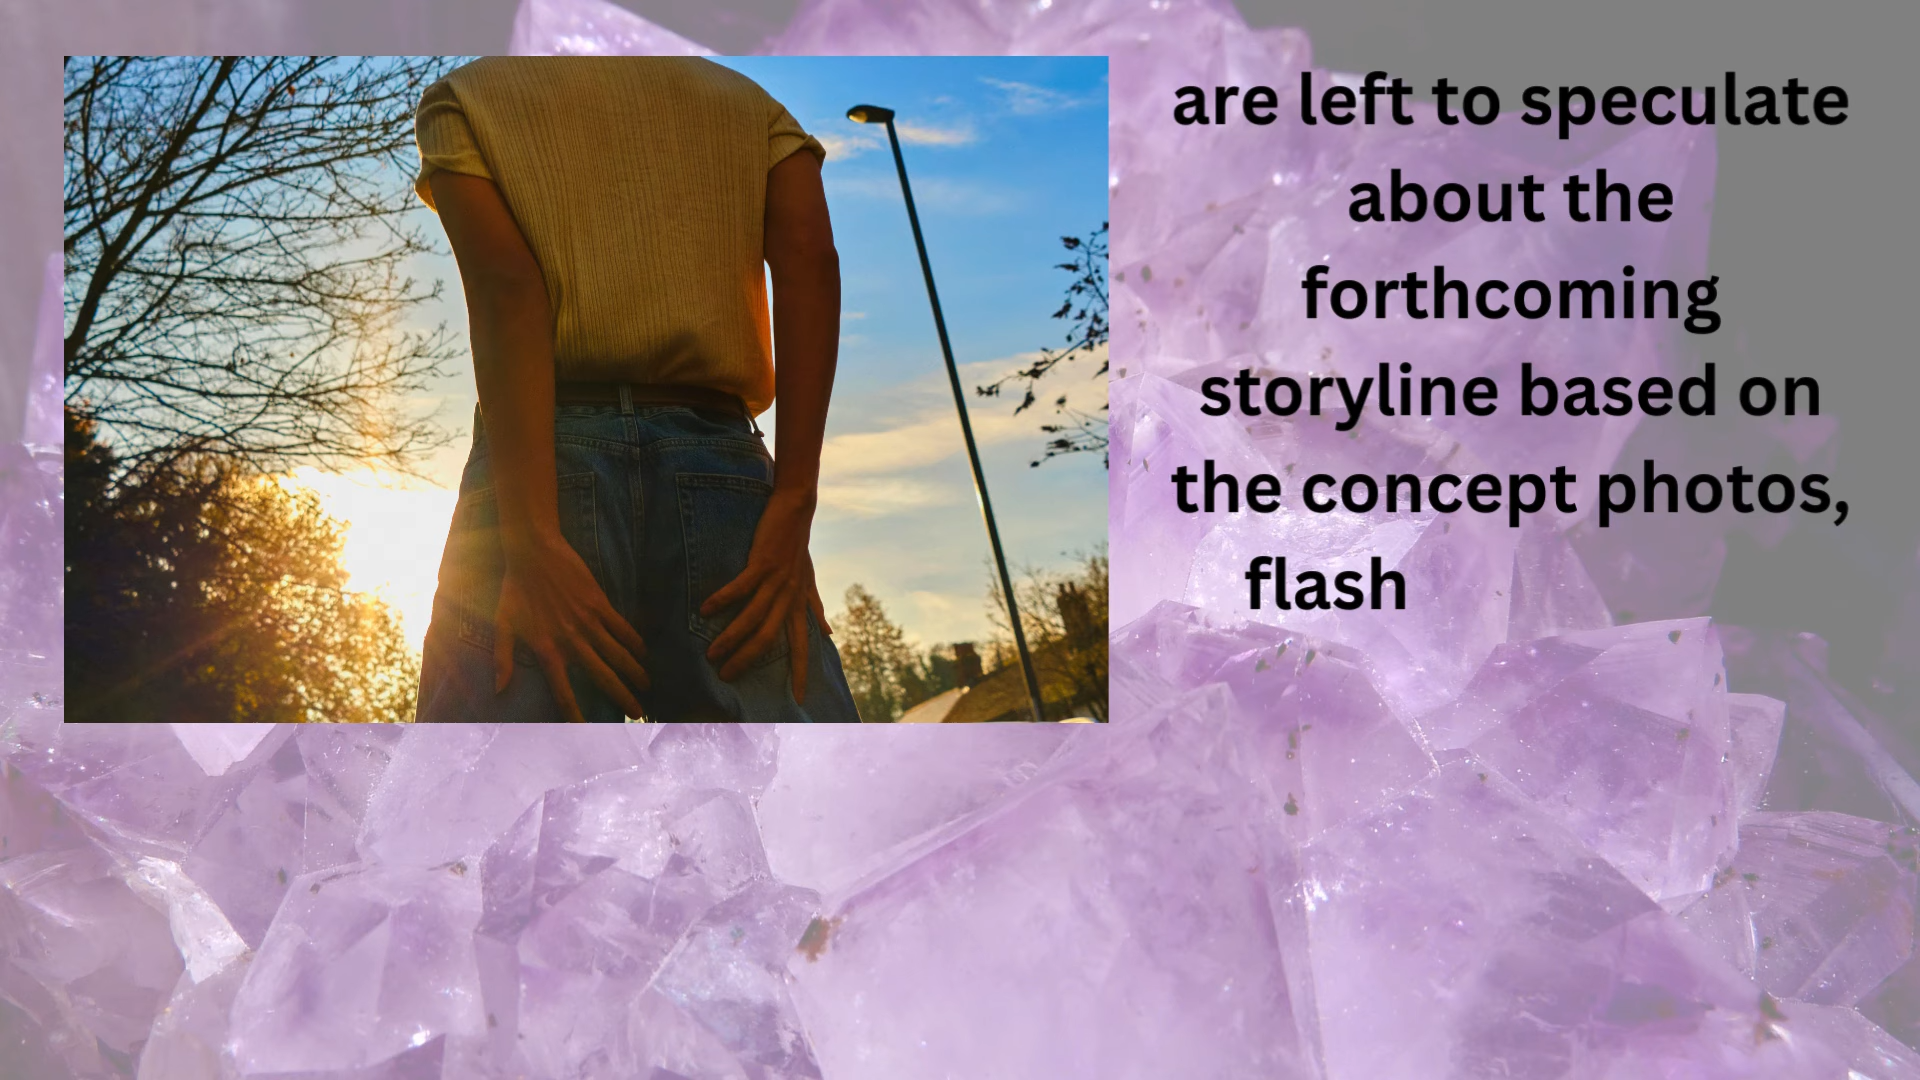 are left to speculate
about the
forthcoming
storyline based on
the concept photos,
flash